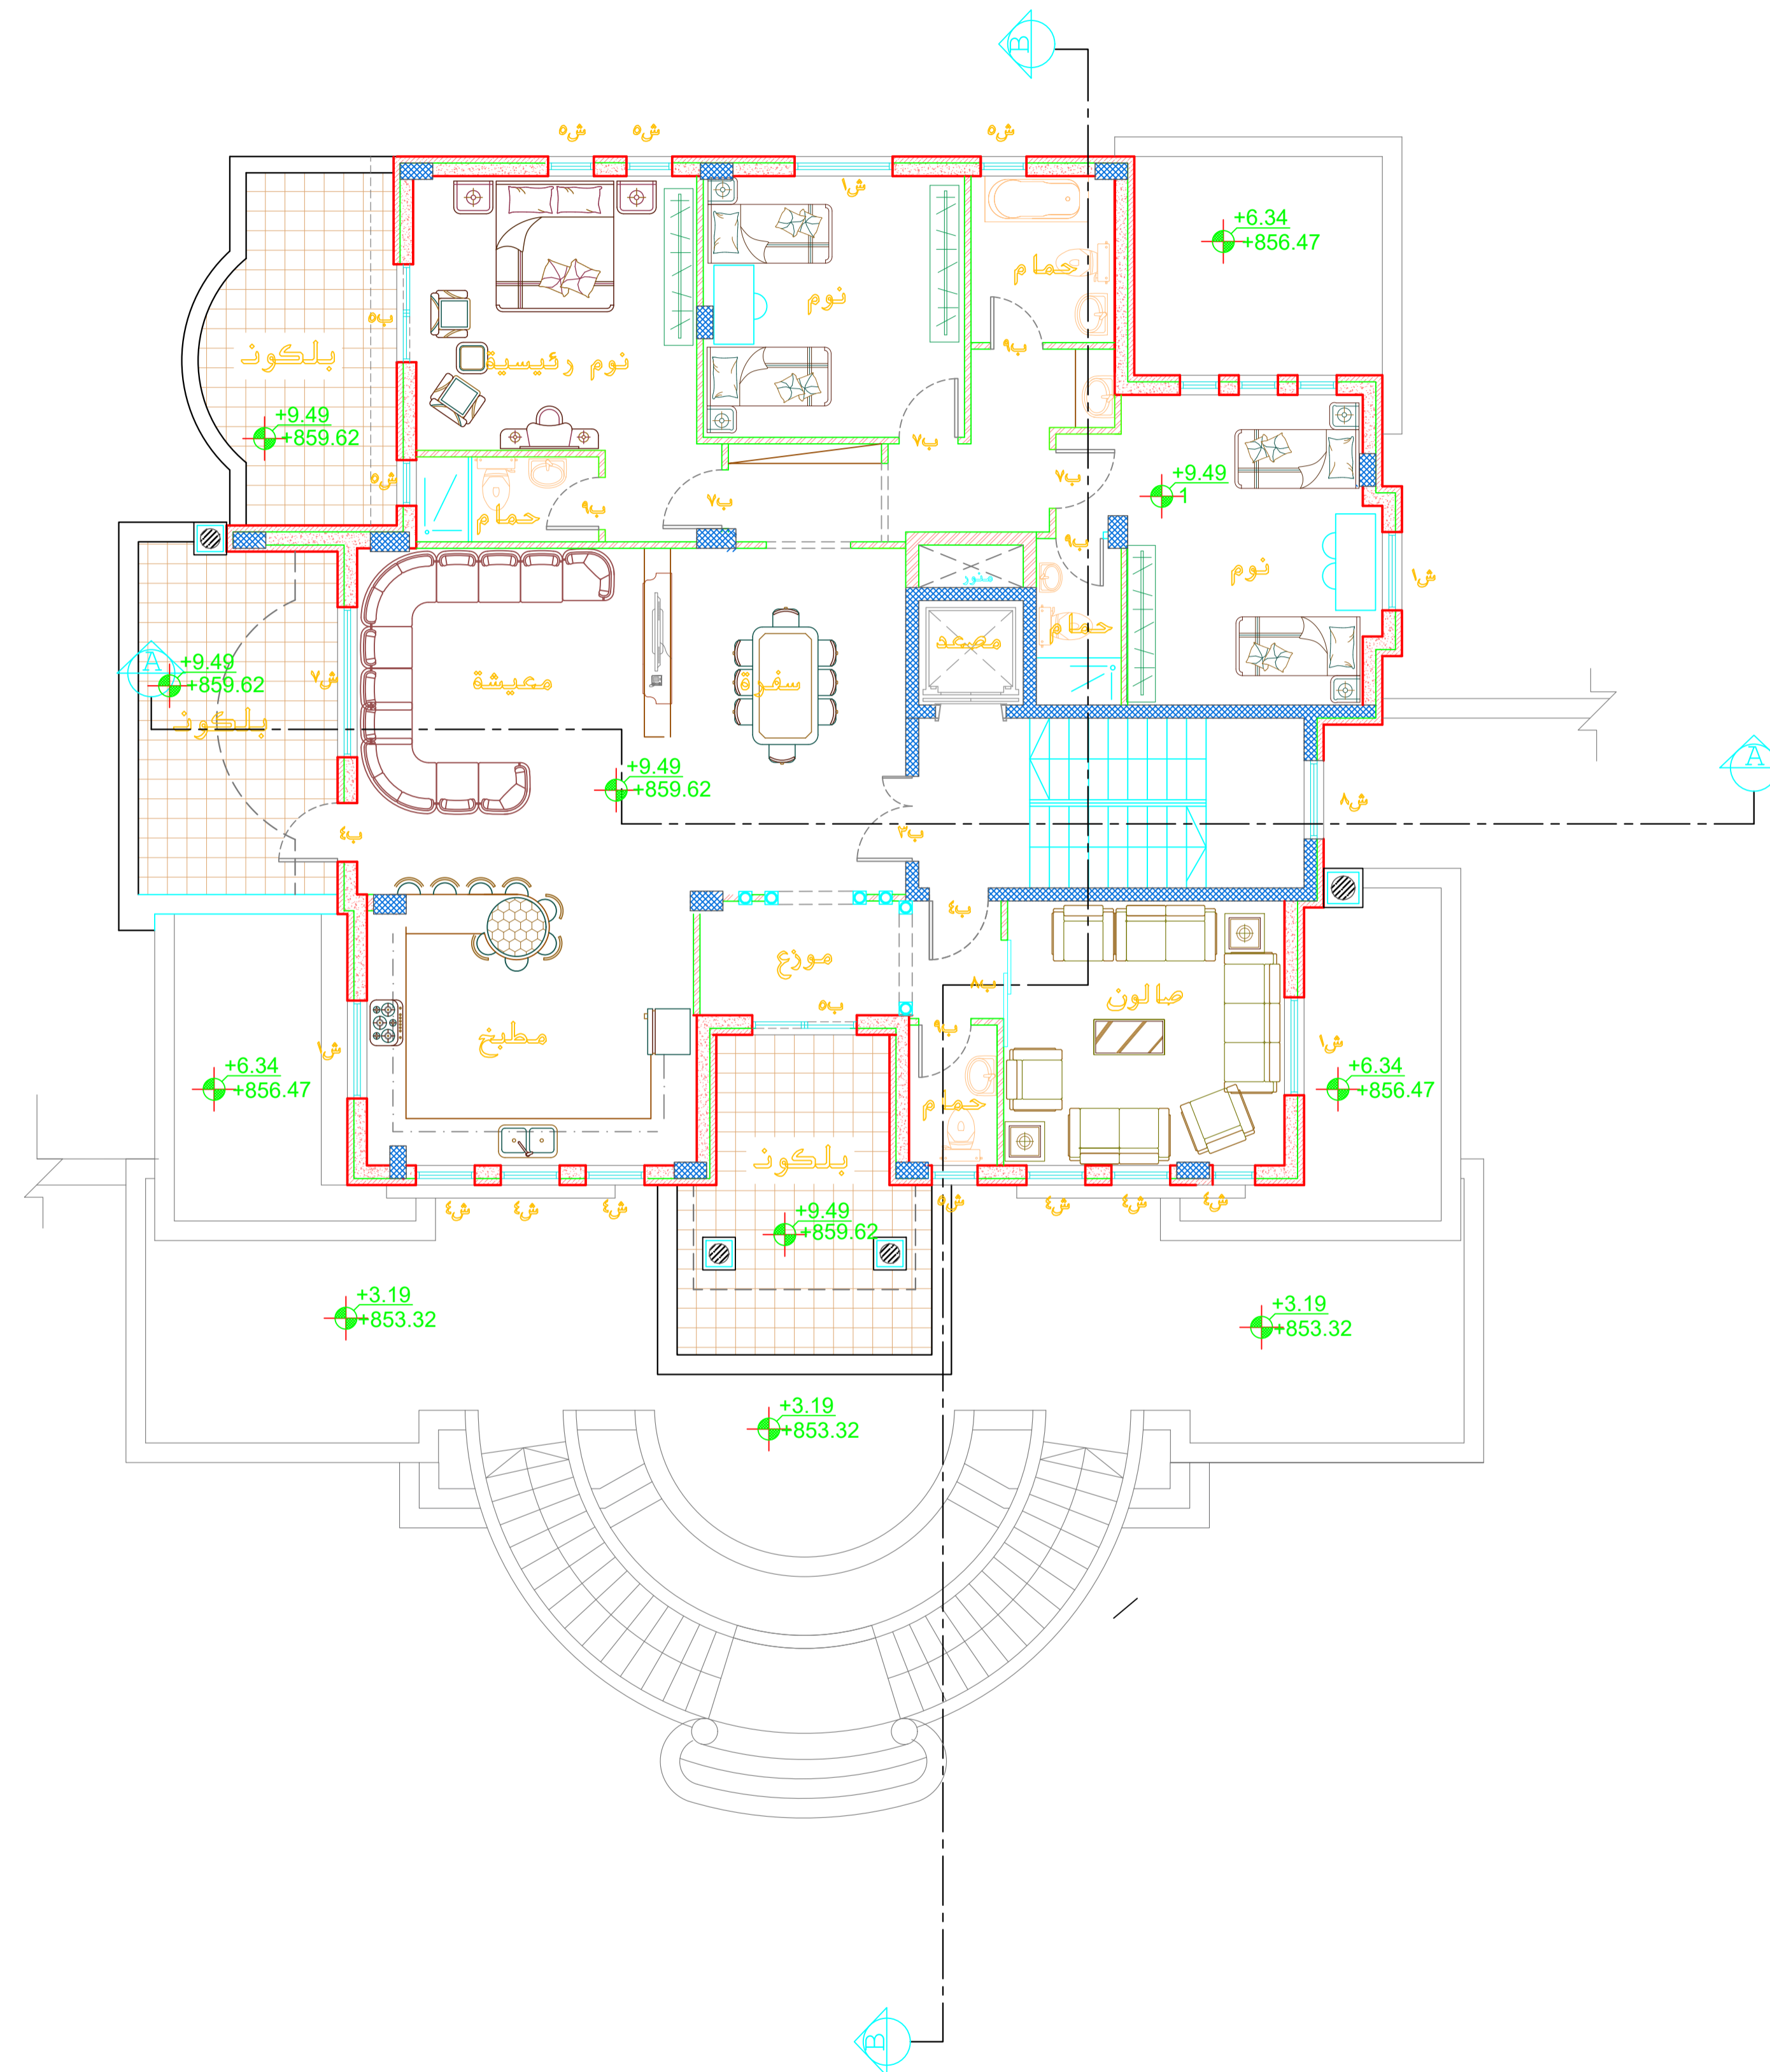 B
ش٥
ش٥
ش٥
ش١
+6.34
+856.47
حمام
نوم
ب٥
بلكون
نوم رئيسية
ب٩
+9.49
+859.62
ب٧
ش٥
ب٧
+9.49
1
ب٧
ب٩
حمام
ب٩
منور
نوم
ش١
حمام
مصعد
A
+9.49
+859.62
ش٧
معيشة
سفرة
بلكون
+9.49
+859.62
A
ش٨
ب٤
ب٣
ب٤
موزع
ب٨
صالون
ب٥
مطبخ
ش١
ب٩
ش١
+6.34
+856.47
+6.34
+856.47
حمام
بلكون
ش٤
ش٤
ش٤
ش٥
ش٤
ش٤
ش٤
+9.49
+859.62
+3.19
+853.32
+3.19
+853.32
+3.19
+853.32
B